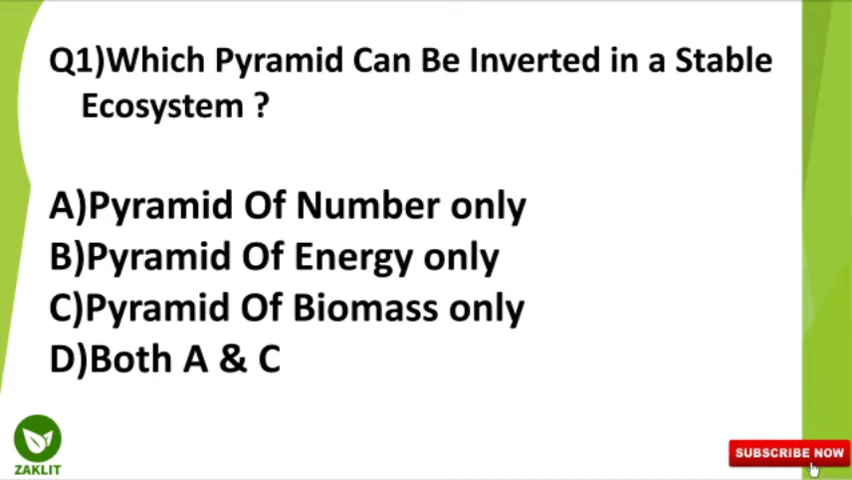 Q1)Which Pyramid Can Be Inverted in a Stable
Ecosystem ?
A)Pyramid Of Number only
B)Pyramid Of Energy only
C)Pyramid Of Biomass only
D)Both A & C
ZAKLIT
SUBSCRIBE NOW